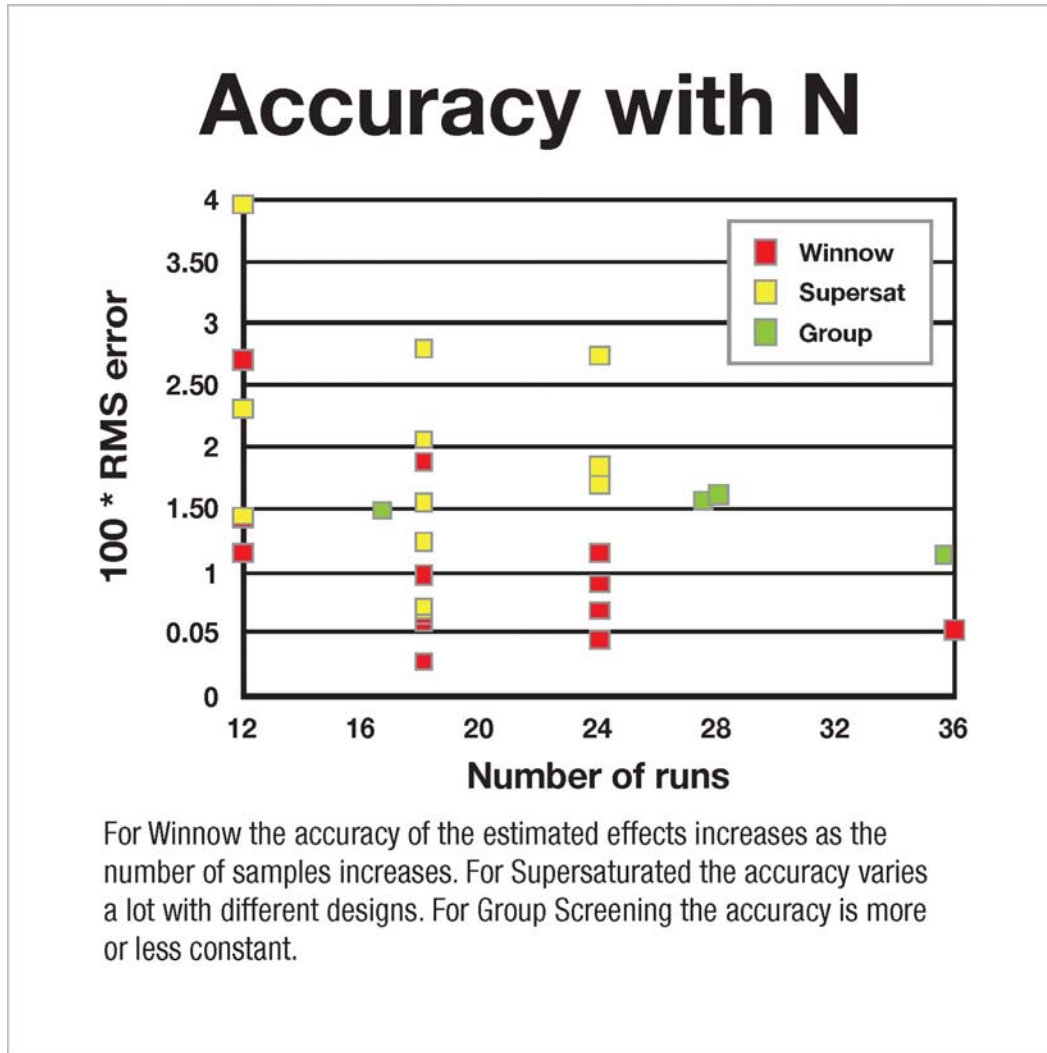 Accuracy with N
4
3.50
3
2.50
2
1.50
1
0.05
0
100 * RMS error
Winnow
Supersat
Group
12 16 20 24 28 32 36
Number of runs
For Winnow the accuracy of the estimated effects increases as the
number of samples increases. For Supersaturated the accuracy varies
a lot with different designs. For Group Screening the accuracy is more
or less constant.